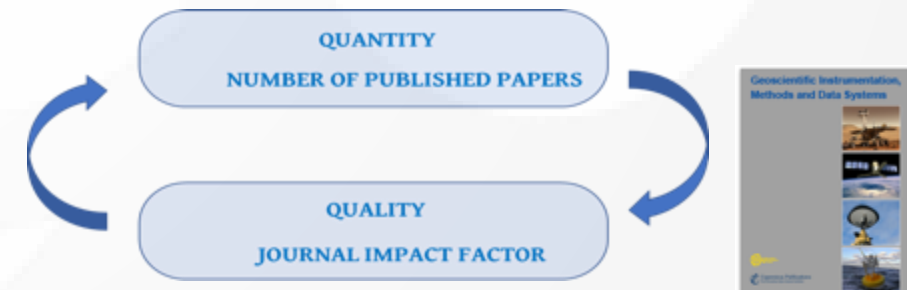 QUANTITY
NUMBER OF PUBLISHED PAPERS
Geoscientific Instrumentation,
Methods and Data Systems
QUALITY
JOURNAL IMPACT FACTOR